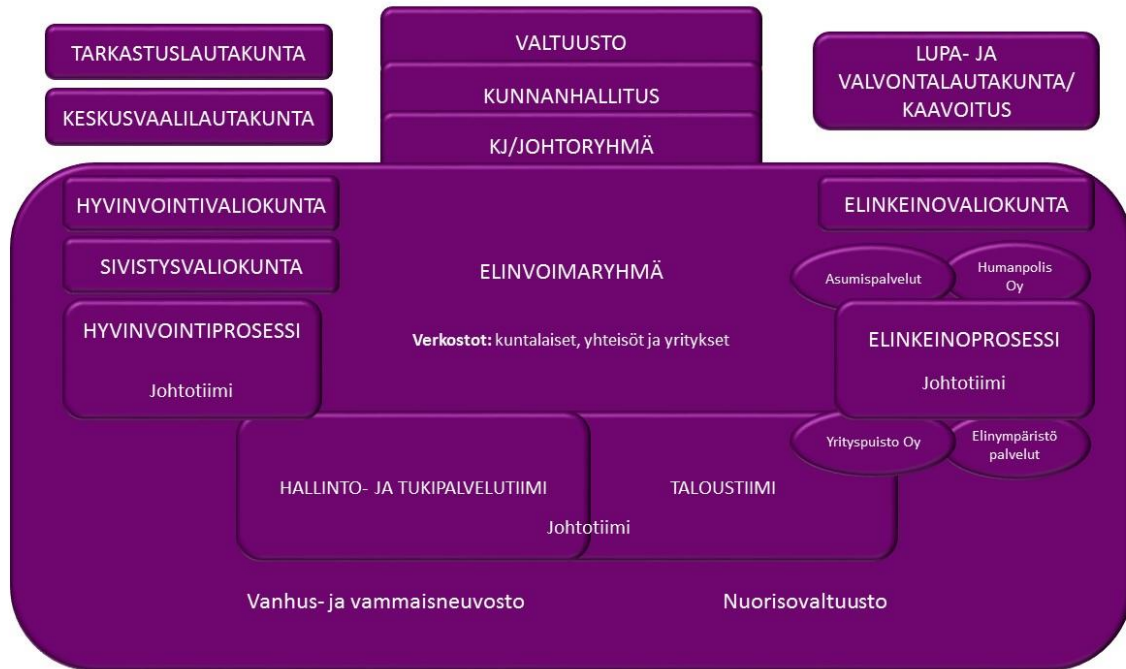 TARKASTUSLAUTAKUNTA
KESKUSVAALILAUTAKUNTA
VALTUUSTO
KUNNANHALLITUS
KJ/JOHTORYHMÄ
LUPA- JA
VALVONTALAUTAKUNTA/
KAAVOITUS
HYVINVOINTIVALIOKUNTA
SIVISTYSVALIOKUNTA
HYVINVOINTIPROSESSI
Johtotiimi
ELINVOIMARYHMÄ
Verkostot: kuntalaiset, yhteisöt ja yritykset
ELINKEINOVALIOKUNTA
Asumispalvelut
Humanpolis
Oy
ELINKEINOPROSESSI
Johtotiimi
Yrityspuisto Oy
Elinympäristö
palvelut
HALLINTO- JA TUKIPALVELUTIIMI
TALOUSTIIMI
Johtotiimi
Vanhus- ja vammaisneuvosto
Nuorisovaltuusto